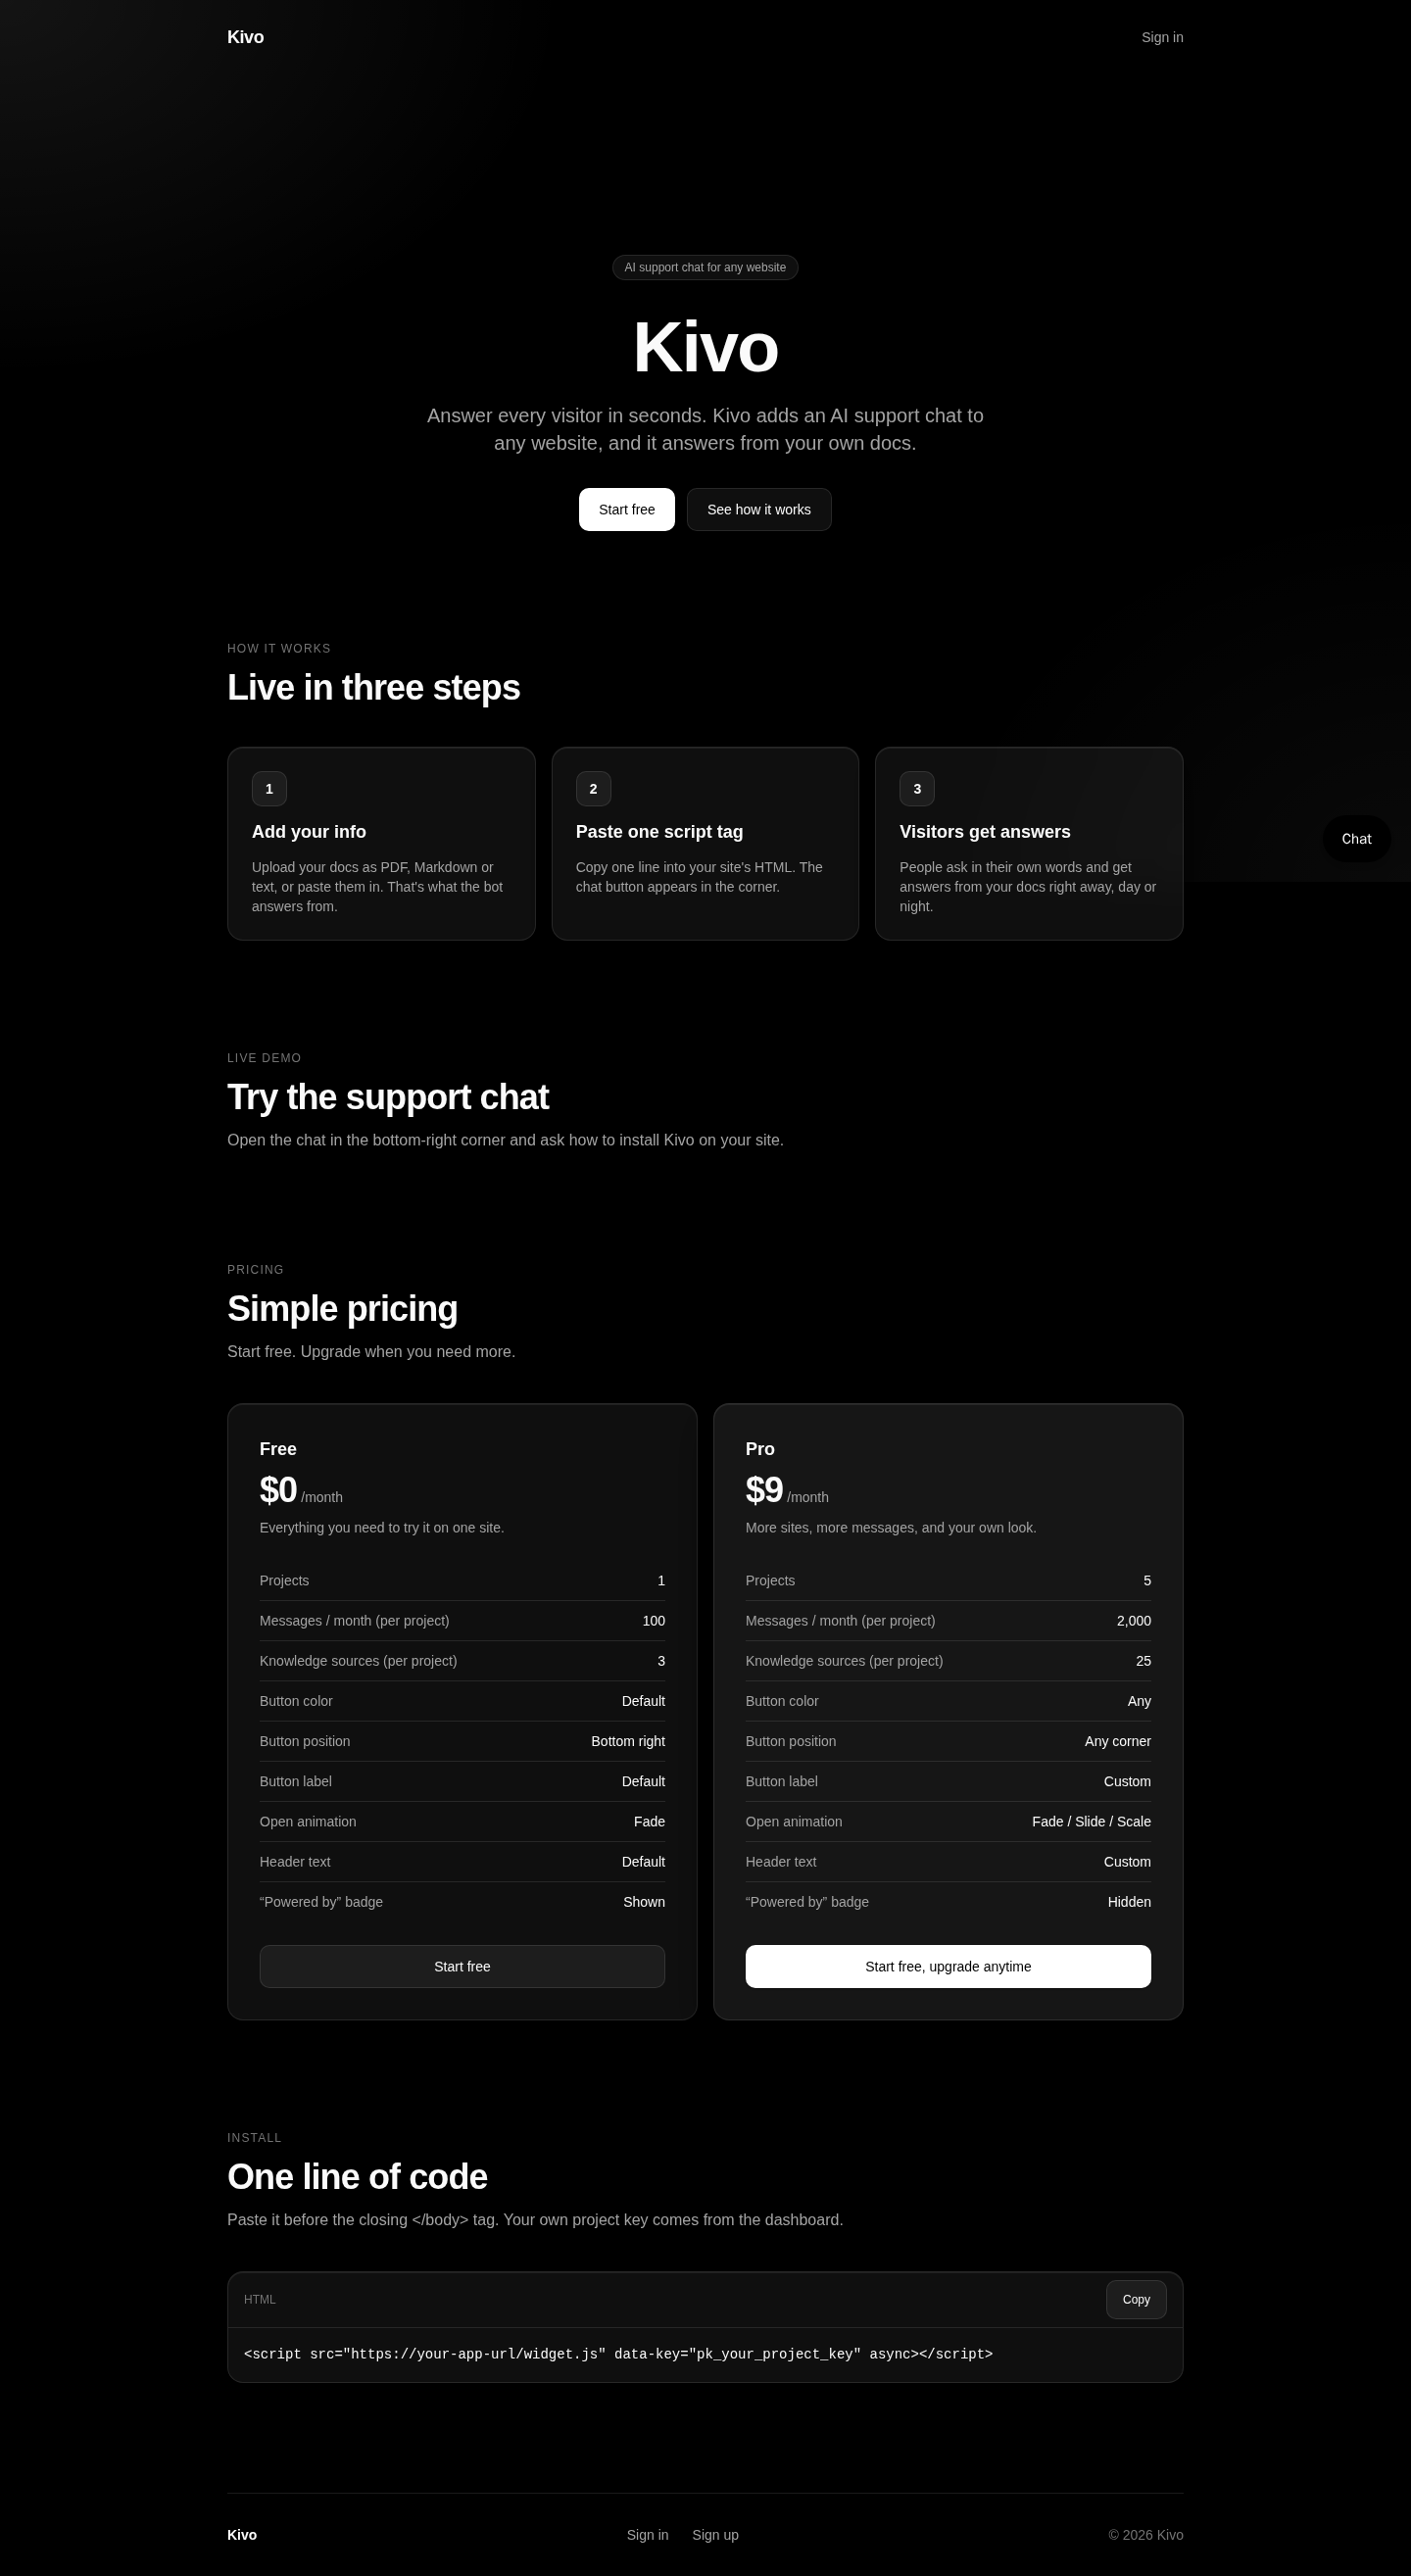 Kivo
Sign in
AI support chat for any website
Kivo
Answer every visitor in seconds. Kivo adds an AI support chat to
any website, and it answers from your own docs.
Start free
See how it works
HOW IT WORKS
Live in three steps
1
Add your info
Upload your docs as PDF, Markdown or
text, or paste them in. That's what the bot
answers from.
2
Paste one script tag
Copy one line into your site's HTML. The
chat button appears in the corner.
3
Visitors get answers
People ask in their own words and get
answers from your docs right away, day or
night.
Chat
LIVE DEMO
Try the support chat
Open the chat in the bottom-right corner and ask how to install Kivo on your site.
PRICING
Simple pricing
Start free. Upgrade when you need more.
Free
$0 /month
Everything you need to try it on one site.
Projects 1
Messages / month (per project) 100
Knowledge sources (per project) 3
Button color Default
Button position Bottom right
Button label Default
Open animation Fade
Header text Default
“Powered by” badge Shown
Start free
Pro
$9 /month
More sites, more messages, and your own look.
Projects 5
Messages / month (per project) 2,000
Knowledge sources (per project) 25
Button color Any
Button position Any corner
Button label Custom
Open animation Fade / Slide / Scale
Header text Custom
“Powered by” badge Hidden
Start free, upgrade anytime
INSTALL
One line of code
Paste it before the closing </body> tag. Your own project key comes from the dashboard.
HTML
Copy
<script src="https://your-app-url/widget.js" data-key="pk_your_project_key" async></script>
Kivo
Sign in
Sign up
© 2026 Kivo